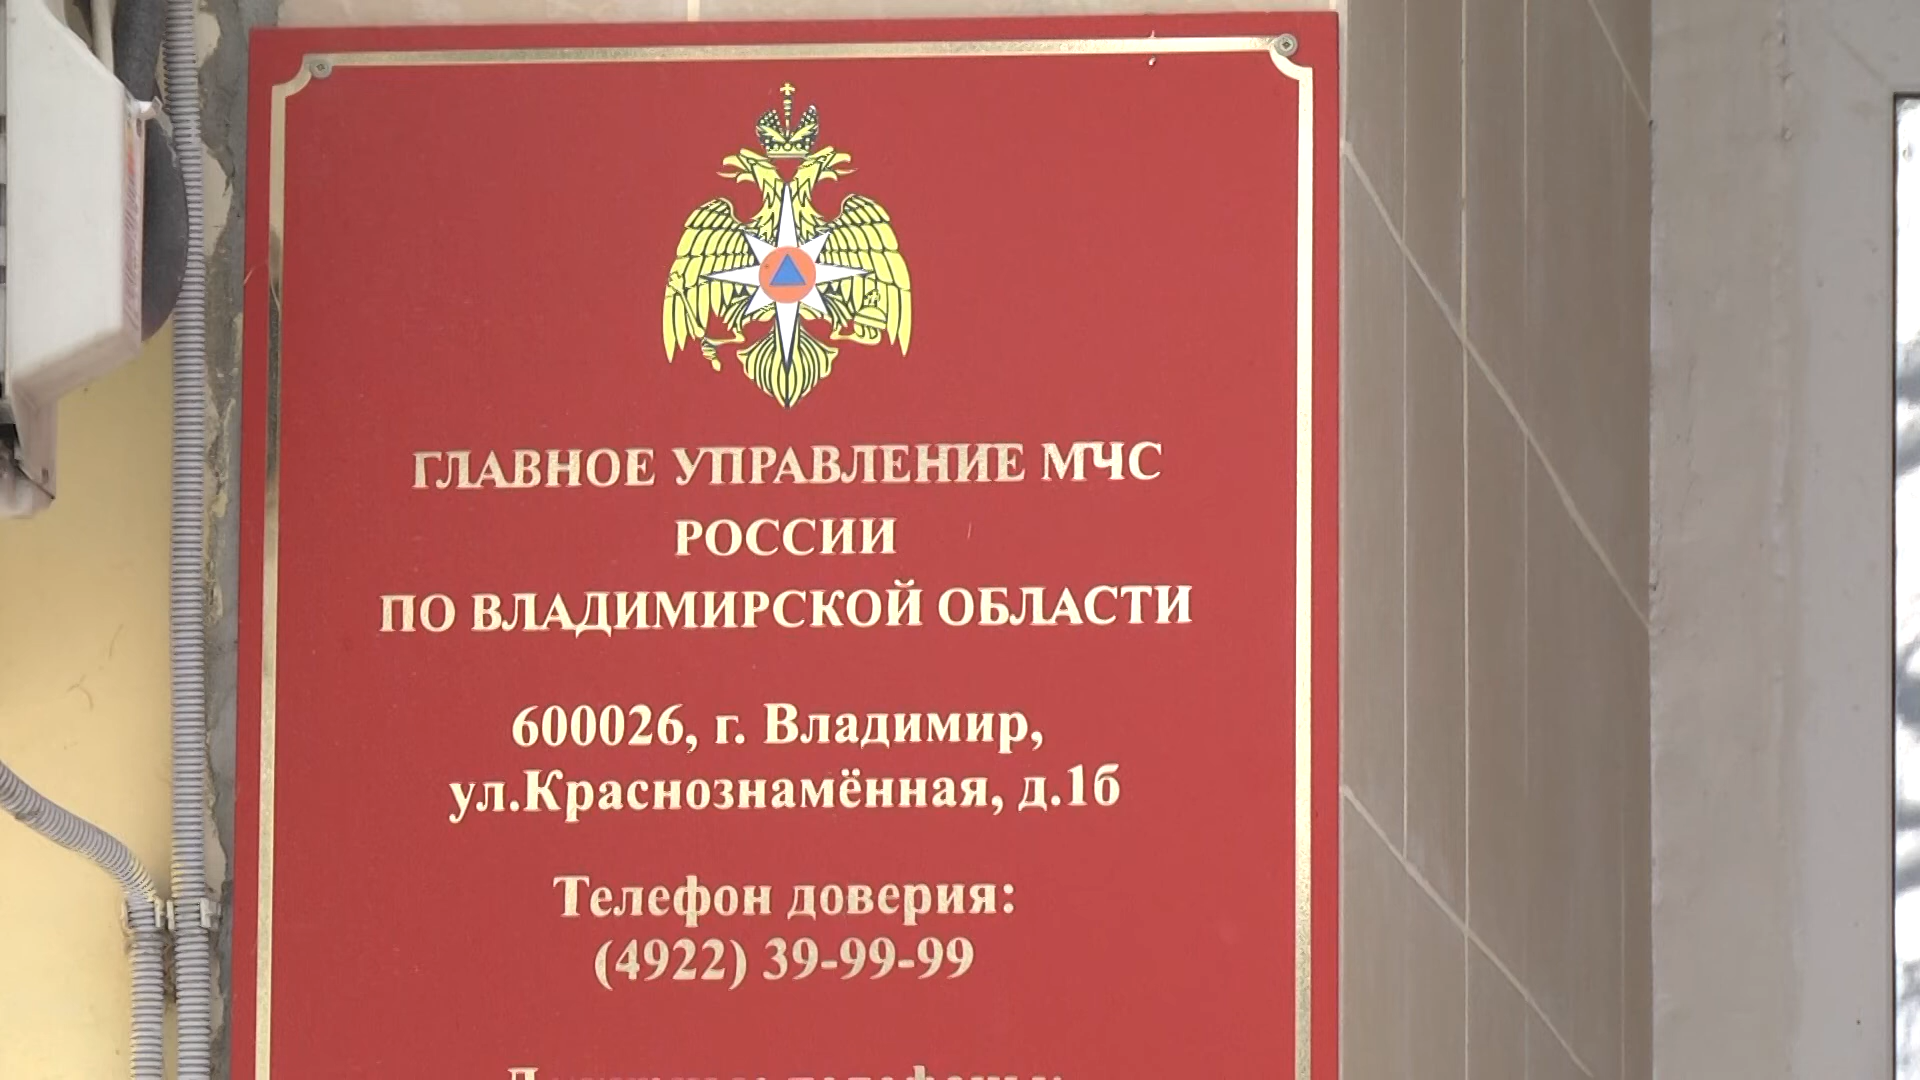 ГЛАВНОЕ УПРАВЛЕНИЕ МЧС
РОССИИ
ПО ВЛАДИМИРСКОЙ ОБЛАСТИ
600026, г. Владимир,
ул.Краснознамённая, д.1б
Телефон доверия:
(4922) 39-99-99